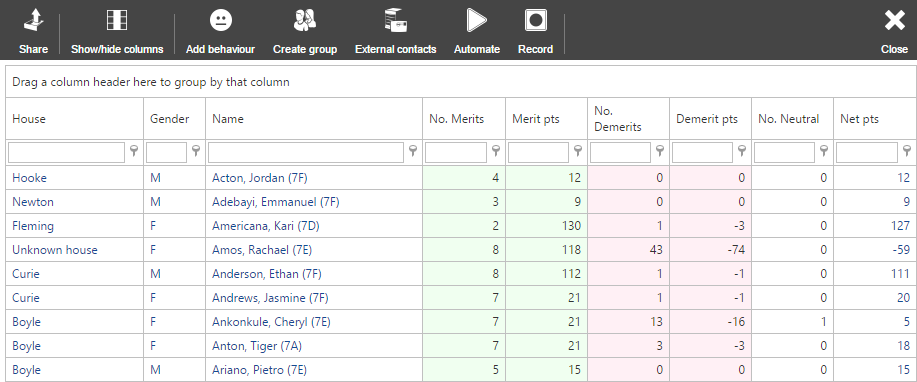 Share Show/hide columns Add behaviour Create group External contacts Automate Record Close
Drag a column header here to group by that column
House Gender Name No. Merits Merit pts No. Demerits Demerit pts No. Neutral Net pts
Hooke M Acton, Jordan (7F) 4 12 0 0 0 12
Newton M Adebayi, Emmanuel (7F) 3 9 0 0 0 9
Fleming F Americana, Kari (7D) 2 130 1 -3 0 127
Unknown house F Amos, Rachael (7E) 8 118 43 -74 0 -59
Curie M Anderson, Ethan (7F) 8 112 1 -1 0 111
Curie F Andrews, Jasmine (7F) 7 21 1 -1 0 20
Boyle F Ankonkule, Cheryl (7E) 7 21 13 -16 1 5
Boyle F Anton, Tiger (7A) 7 21 3 -3 0 18
Boyle M Ariano, Pietro (7E) 5 15 0 0 0 15